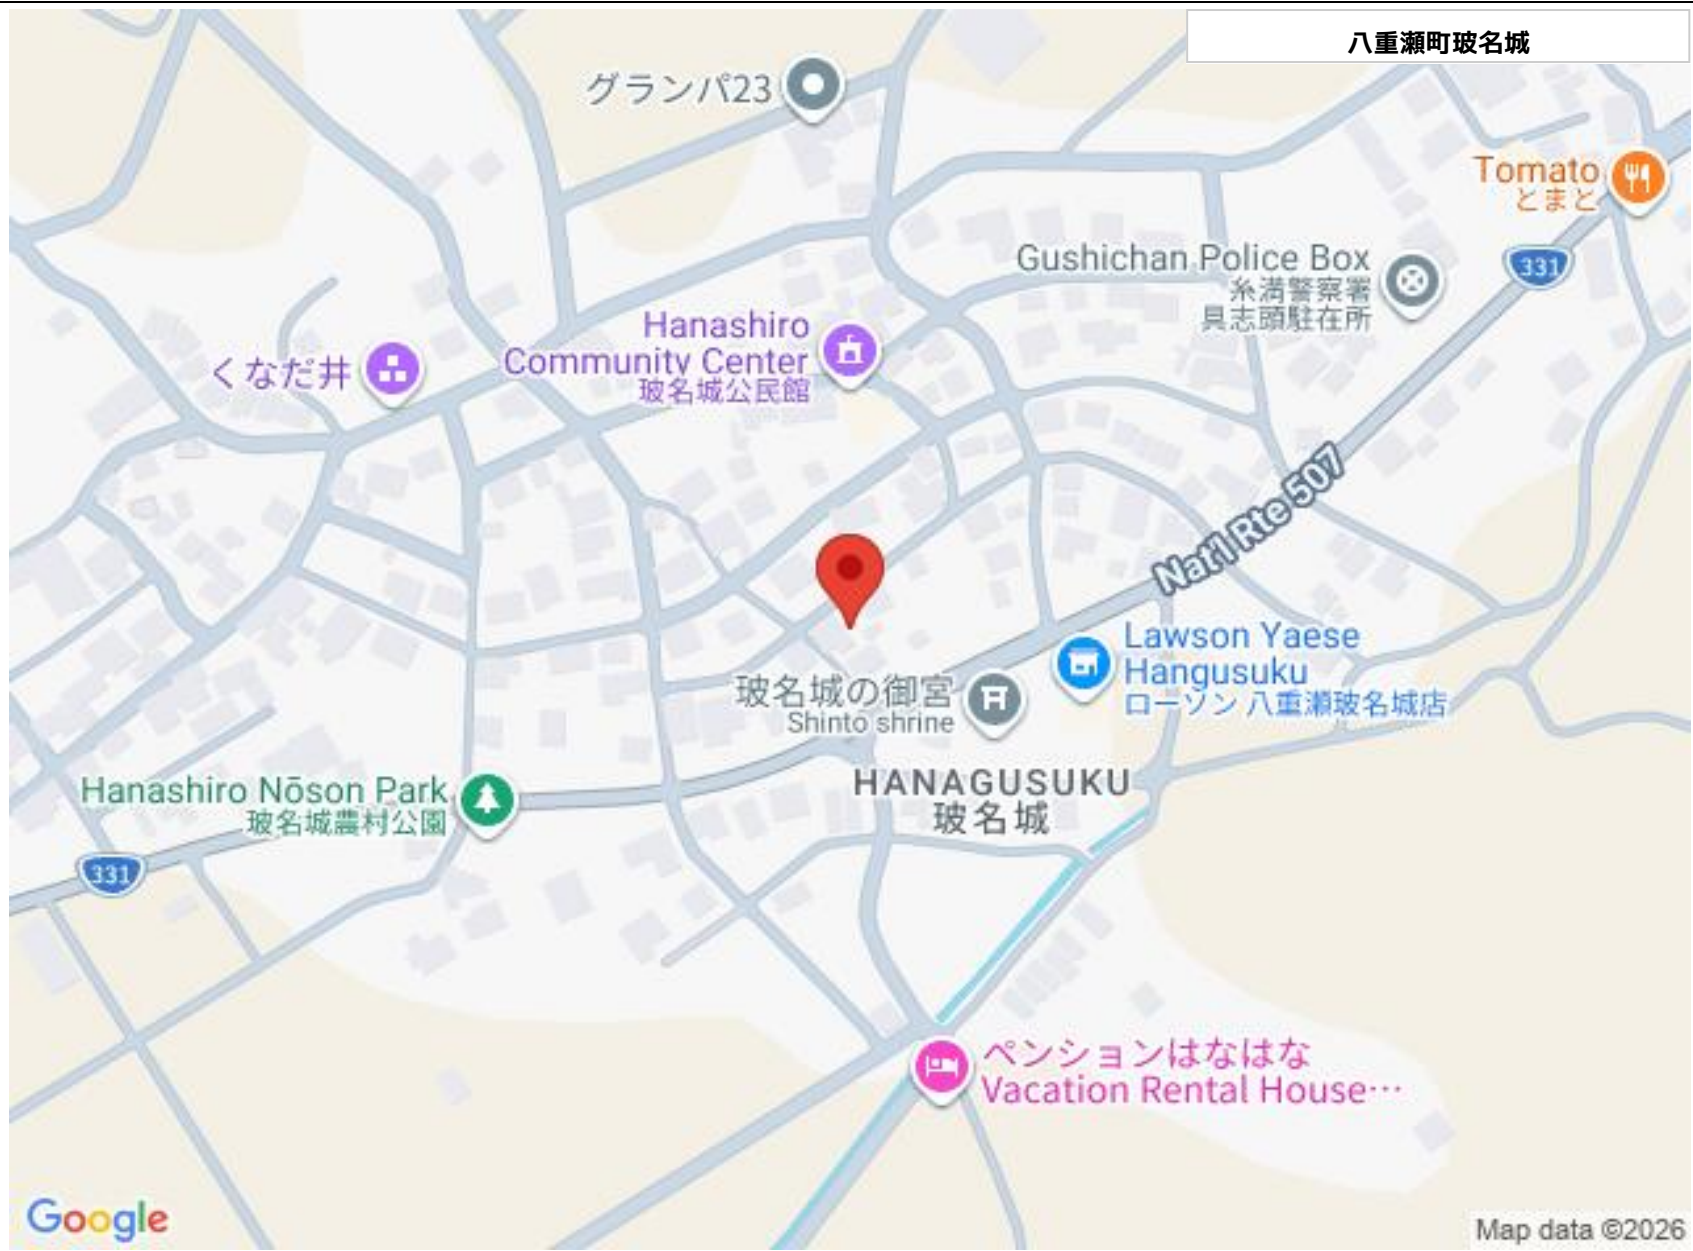 八重瀬町玻名城
グランパ23
Tomato
とまと
Gushichan Police Box
糸満警察署
具志頭駐在所
331
Hanashiro
Community Center
玻名城公民館
くなだ井
Nat'l Rte 507
Lawson Yaese
Hangusuku
ローソン 八重瀬玻名城店
玻名城の御宮
Shinto shrine
HANAGUSUKU
玻名城
Hanashiro Nōson Park
玻名城農村公園
331
ペンションはなはな
Vacation Rental House…
Google
Map data ©2026